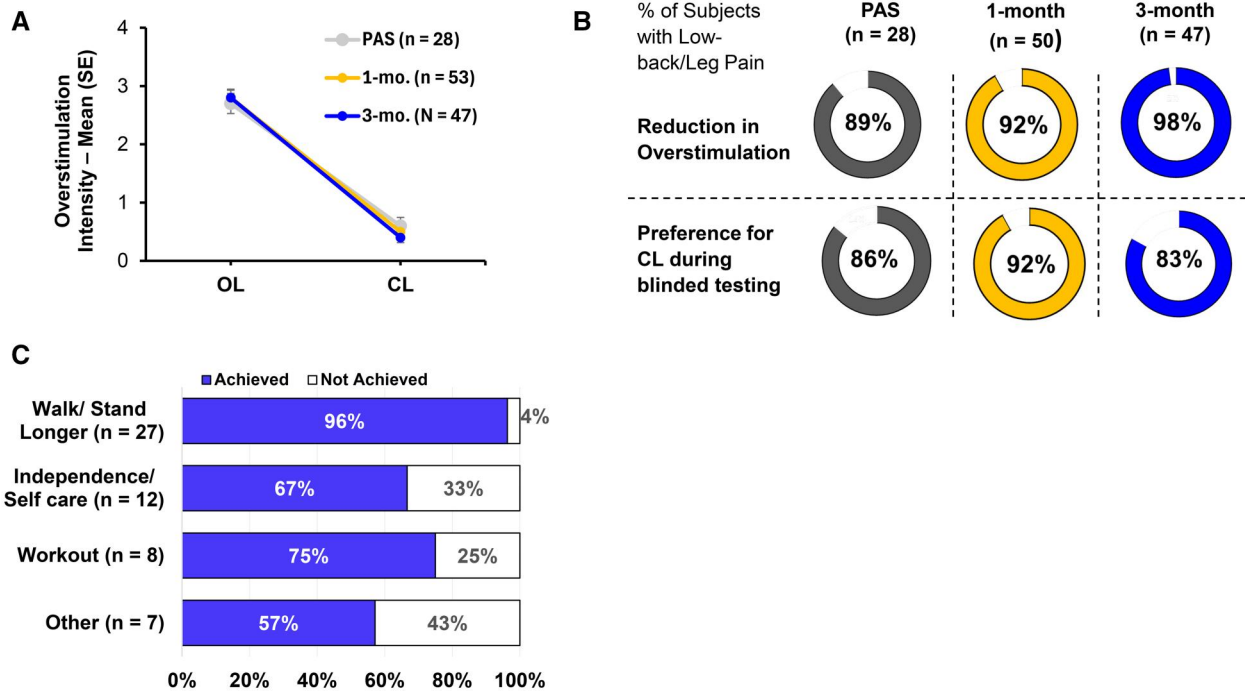 A
4
3
2
1
0
Overstimulation
Intensity – Mean (SE)
PAS (n = 28)
1-mo. (n = 53)
3-mo. (N = 47)
OL
CL
B
% of Subjects
with Low-
back/Leg Pain
PAS
(n = 28)
1-month
(n = 50)
3-month
(n = 47)
Reduction in
Overstimulation
89%
92%
98%
Preference for
CL during
blinded testing
86%
92%
83%
C
Achieved
Not Achieved
Walk/ Stand
Longer (n = 27)
96%
4%
Independence/
Self care (n = 12)
67%
33%
Workout (n = 8)
75%
25%
Other (n = 7)
57%
43%
0%
20%
40%
60%
80%
100%